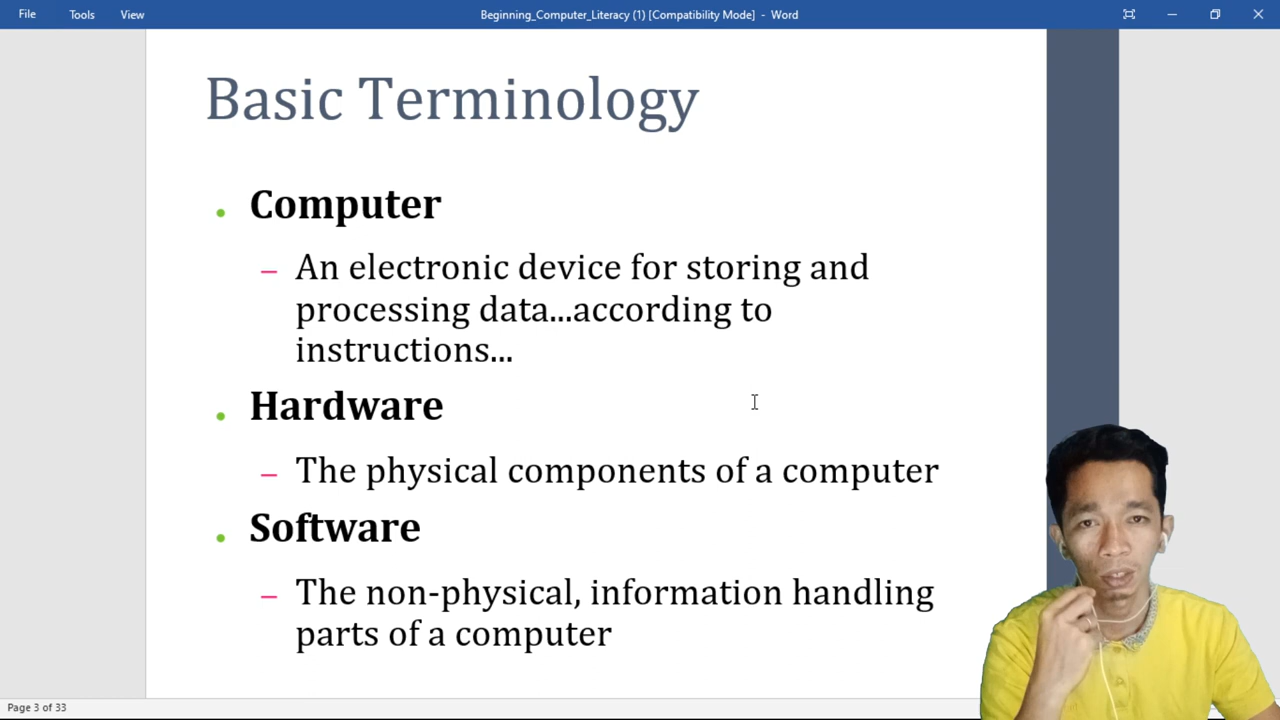 File Tools View Beginning_Computer_Literacy (1) [Compatibility Mode] - Word
Basic Terminology
• Computer
– An electronic device for storing and
processing data...according to
instructions...
• Hardware
– The physical components of a computer
• Software
– The non-physical, information handling
parts of a computer
Page 3 of 33